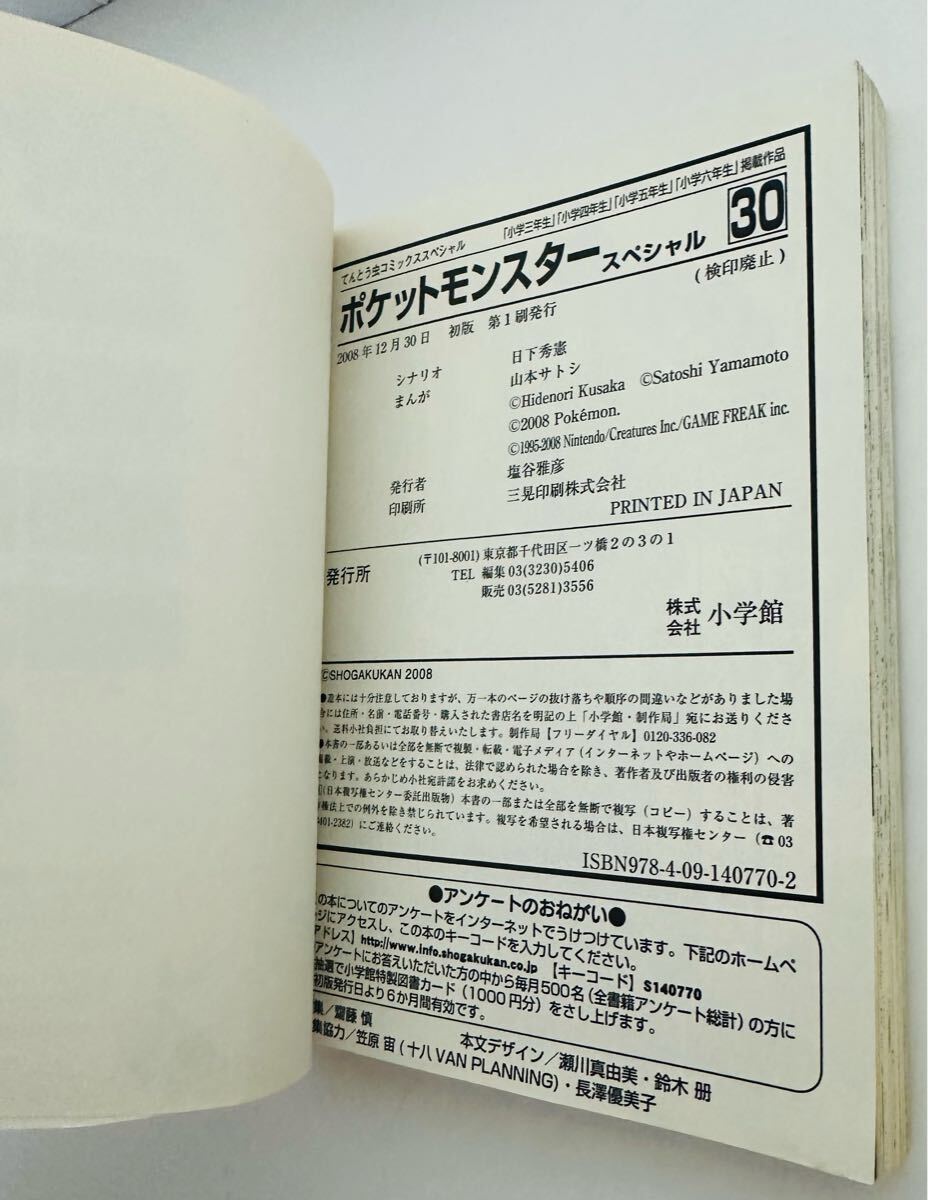 てんとう虫コミックススペシャル 「小学三年生」「小学四年生」「小学五年生」「小学六年生」掲載作品
ポケットモンスター スペシャル 30
2008年12月30日 初版 第1刷発行 (検印廃止)
シナリオ 日下秀憲
まんが 山本サトシ
©Hidenori Kusaka ©Satoshi Yamamoto
©2008 Pokémon.
©1995-2008 Nintendo/Creatures Inc./GAME FREAK inc.
発行者 塩谷雅彦
印刷所 三晃印刷株式会社
PRINTED IN JAPAN
(〒101-8001) 東京都千代田区一ツ橋2の3の1
発行所 TEL 編集 03(3230)5406
販売 03(5281)3556
株式会社 小学館
©SHOGAKUKAN 2008
●造本には十分注意しておりますが、万一本のページの抜け落ちや順序の間違いなどがありました場
合には住所・名前・電話番号・購入された書店名を明記の上「小学館・制作局」宛にお送りくださ
い。送料小社負担にてお取替えいたします。制作局【フリーダイヤル】0120-336-082
●本書の一部あるいは全部を無断で複製・転載・電子メディア(インターネットやホームページ)への
掲載・上演・放送などをすることは、法律で認められた場合を除き、著作者及び出版者の権利の侵害
となります。あらかじめ小社宛許諾をお求めください。
(日本複写権センター委託出版物) 本書の一部または全部を無断で複写(コピー)することは、著
権法上での例外を除き禁じられています。複写を希望される場合は、日本複写権センター(☎03
401-2382)にご連絡ください。
ISBN978-4-09-140770-2
●アンケートのおねがい●
この本についてのアンケートをインターネットでうけつけています。下記のホームペ
ージにアクセスし、この本のキーコードを入力してください。
アドレス】http://www.info.shogakukan.co.jp 【キーコード】S140770
アンケートにお答えいただいた方の中から毎月500名(全書籍アンケート総計)の方に
抽選で小学館特製図書カード(1000円分)をさし上げます。
初版発行日より6か月間有効です。
集/齋藤 慎 本文デザイン/瀬川真由美・鈴木 册
集協力/笠原 宙(十八 VAN PLANNING)・長澤優美子